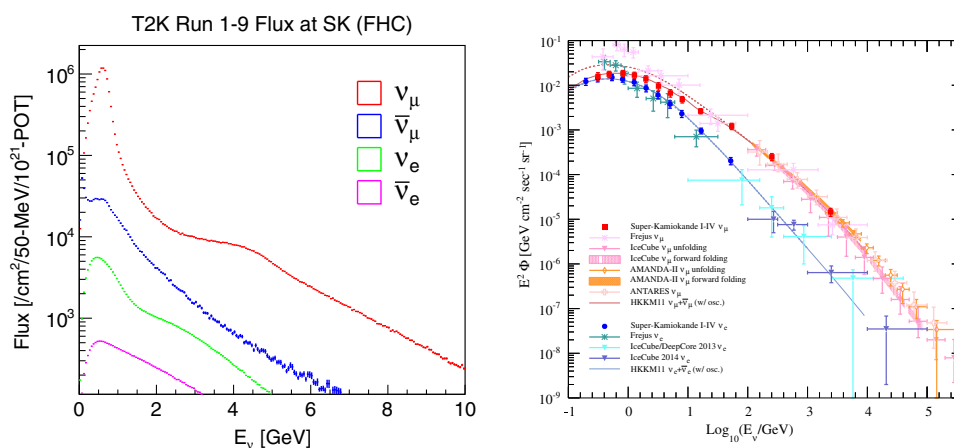 T2K Run 1-9 Flux at SK (FHC)
Flux [/cm²/50-MeV/10²¹-POT]
10⁶
10⁵
10⁴
10³
0 2 4 6 8 10
E_ν [GeV]
ν_μ
ν̄_μ
ν_e
ν̄_e
E² Φ [GeV cm⁻² sec⁻¹ sr⁻¹]
10⁻¹
10⁻²
10⁻³
10⁻⁴
10⁻⁵
10⁻⁶
10⁻⁷
10⁻⁸
10⁻⁹
-1 0 1 2 3 4 5
Log₁₀(E_ν/GeV)
Super-Kamiokande I-IV ν_μ
Frejus ν_μ
IceCube ν_μ unfolding
IceCube ν_μ forward folding
AMANDA-II ν_μ unfolding
AMANDA-II ν_μ forward folding
ANTARES ν_μ
HKKM11 ν_μ+ν̄_μ (w/ osc.)
Super-Kamiokande I-IV ν_e
Frejus ν_e
IceCube/DeepCore 2013 ν_e
IceCube 2014 ν_e
HKKM11 ν_e+ν̄_e (w/ osc.)